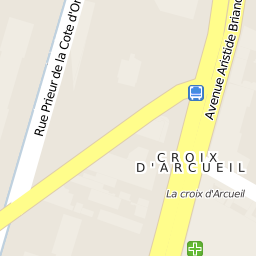 Rue Prieur de la Cote d'Or
Avenue Aristide Briand
CROIX
D'ARCUEIL
La croix d'Arcueil